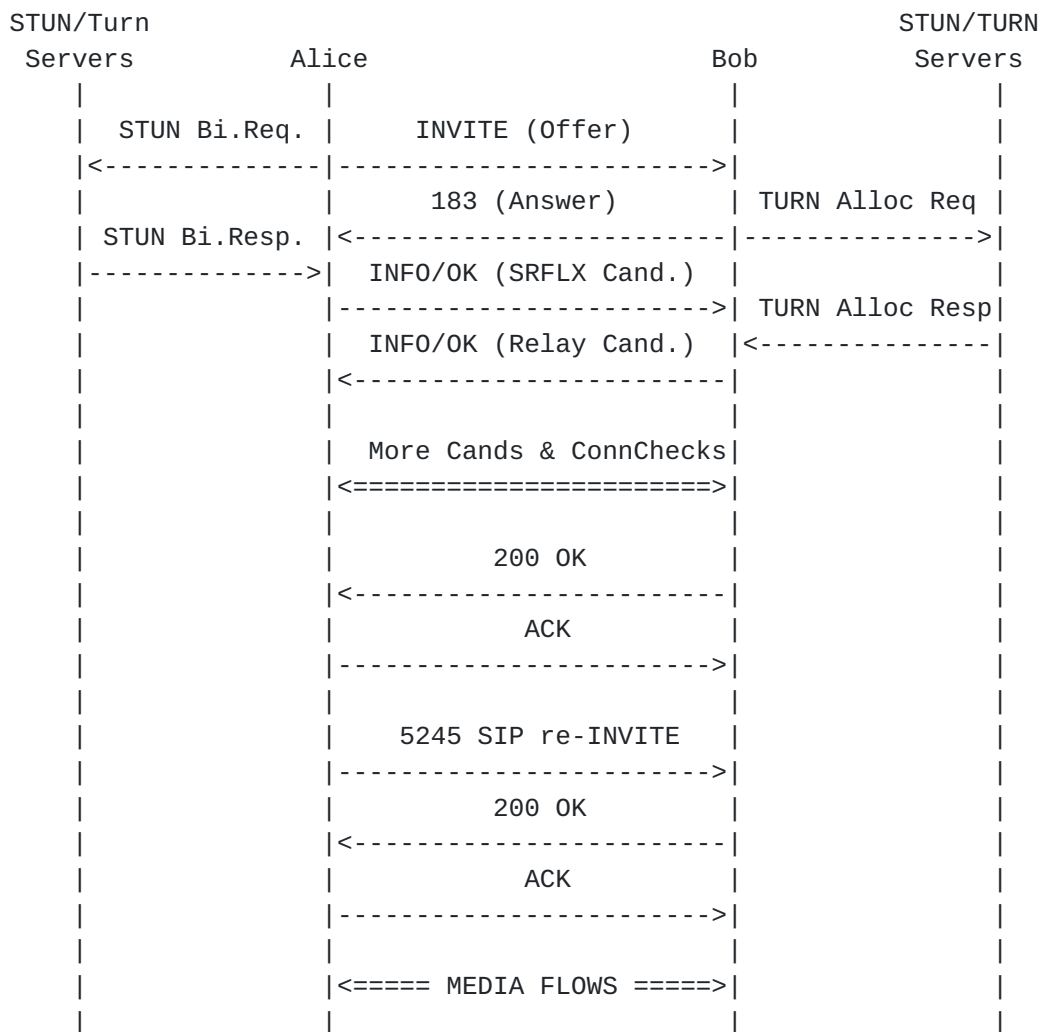 STUN/Turn STUN/TURN
Servers Alice Bob Servers
STUN Bi.Req. INVITE (Offer)
183 (Answer) TURN Alloc Req
STUN Bi.Resp.
INFO/OK (SRFLX Cand.)
TURN Alloc Resp
INFO/OK (Relay Cand.)
More Cands & ConnChecks
200 OK
ACK
5245 SIP re-INVITE
200 OK
ACK
<===== MEDIA FLOWS =====>